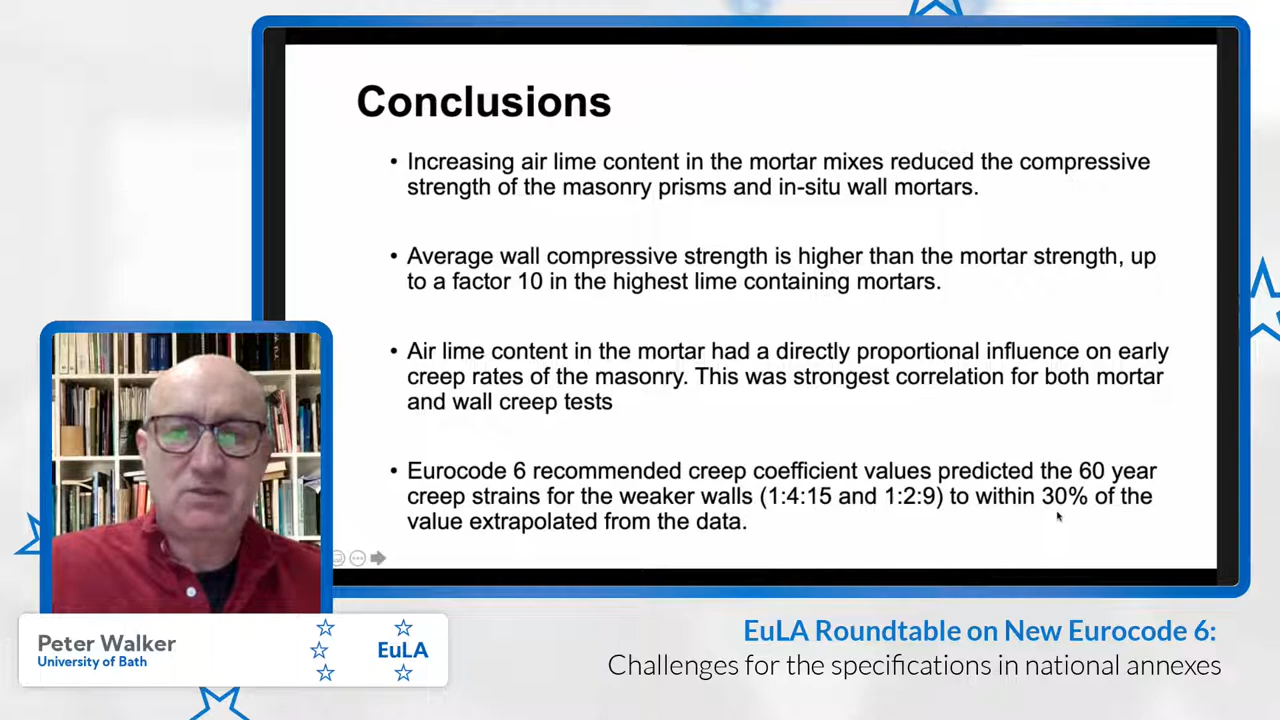 Conclusions
• Increasing air lime content in the mortar mixes reduced the compressive
strength of the masonry prisms and in-situ wall mortars.
• Average wall compressive strength is higher than the mortar strength, up
to a factor 10 in the highest lime containing mortars.
• Air lime content in the mortar had a directly proportional influence on early
creep rates of the masonry. This was strongest correlation for both mortar
and wall creep tests
• Eurocode 6 recommended creep coefficient values predicted the 60 year
creep strains for the weaker walls (1:4:15 and 1:2:9) to within 30% of the
value extrapolated from the data.
Peter Walker
University of Bath
EuLA
EuLA Roundtable on New Eurocode 6:
Challenges for the specifications in national annexes